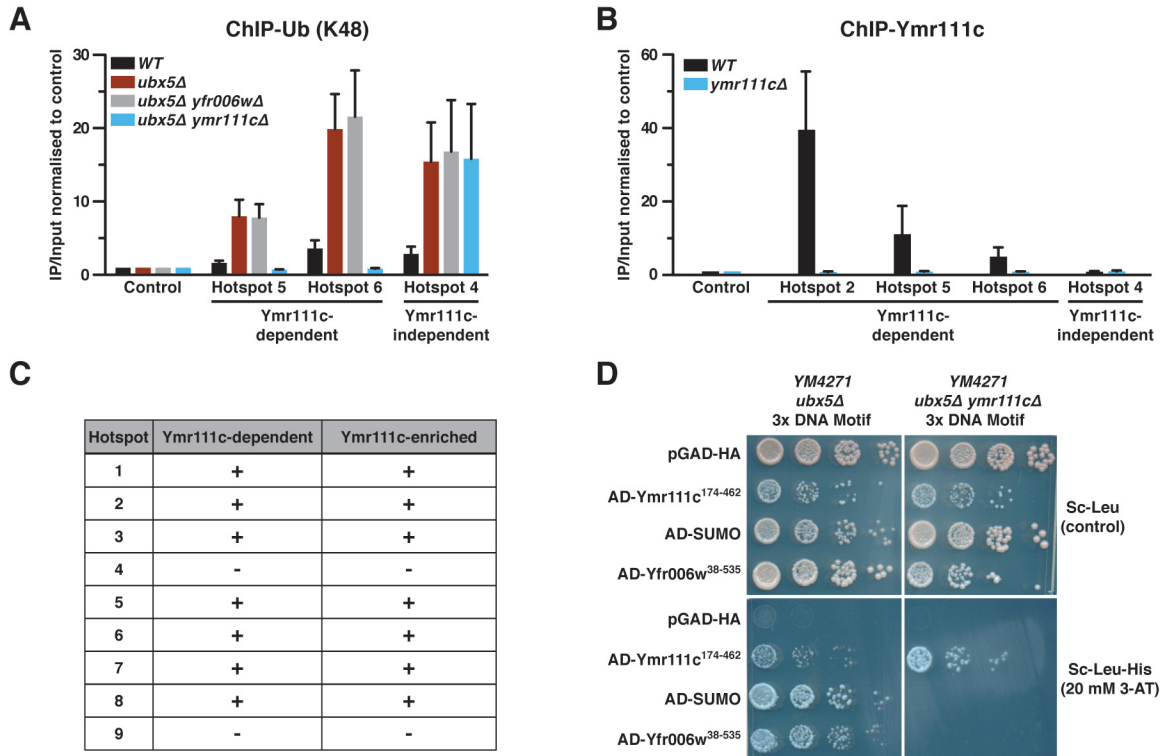 A
ChIP-Ub (K48)
IP/Input normalised to control
30
20
10
0
WT
ubx5Δ
ubx5Δ yfr006wΔ
ubx5Δ ymr111cΔ
Control
Hotspot 5
Hotspot 6
Hotspot 4
Ymr111c-
dependent
Ymr111c-
independent
B
ChIP-Ymr111c
IP/Input normalised to control
60
40
20
0
WT
ymr111cΔ
Control
Hotspot 2
Hotspot 5
Hotspot 6
Hotspot 4
Ymr111c-
dependent
Ymr111c-
independent
C
Hotspot Ymr111c-dependent Ymr111c-enriched
1 + +
2 + +
3 + +
4 - -
5 + +
6 + +
7 + +
8 + +
9 - -
D
YM4271
ubx5Δ
3x DNA Motif
YM4271
ubx5Δ ymr111cΔ
3x DNA Motif
pGAD-HA
AD-Ymr111c174-462
AD-SUMO
AD-Yfr006w38-535
Sc-Leu
(control)
pGAD-HA
AD-Ymr111c174-462
AD-SUMO
AD-Yfr006w38-535
Sc-Leu-His
(20 mM 3-AT)